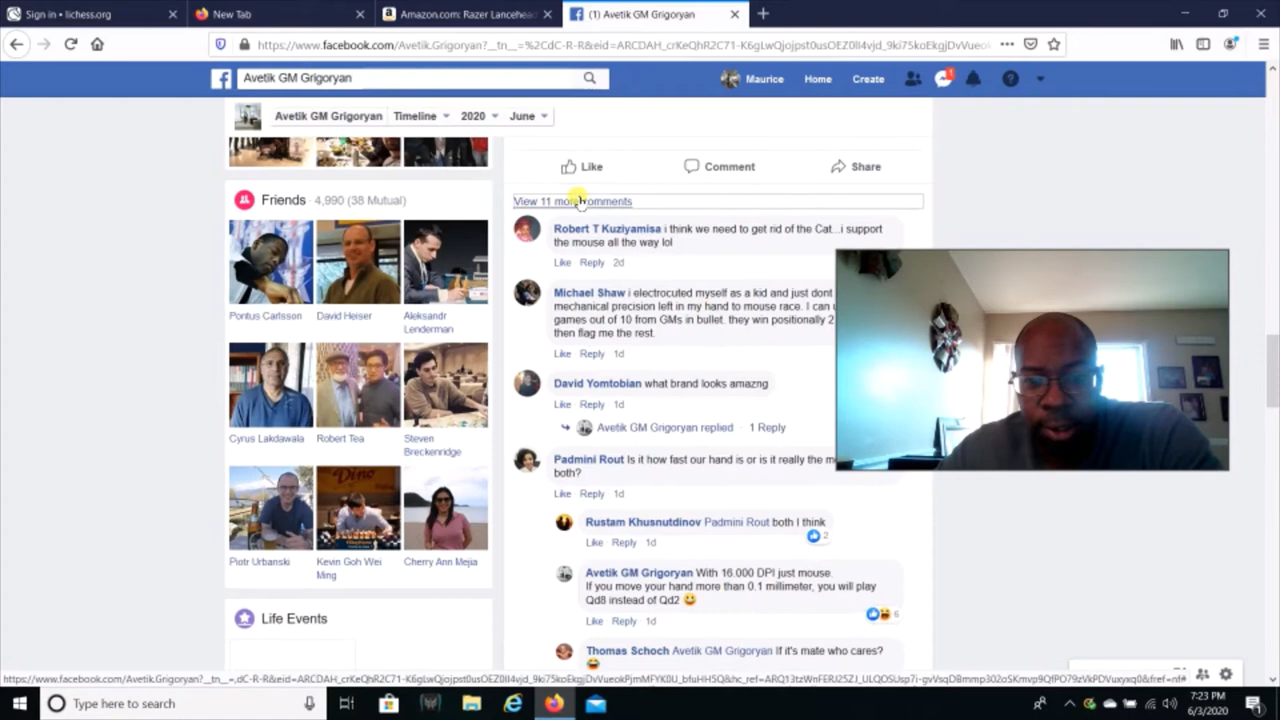 Sign in • lichess.org
New Tab
Amazon.com: Razer Lancehead
(1) Avetik GM Grigoryan
Avetik GM Grigoryan
Maurice
Home
Create
1
Avetik GM Grigoryan
Timeline
2020
June
Like
Comment
Share
View 11 more comments
Friends · 4,990 (38 Mutual)
Pontus Carlsson
David Heiser
Aleksandr
Lenderman
Cyrus Lakdawala
Robert Tea
Steven
Breckenridge
Piotr Urbanski
Kevin Goh Wei
Ming
Cherry Ann Mejia
Life Events
Robert T Kuziyamisa i think we need to get rid of the Cat...i support
the mouse all the way lol
Like Reply 2d
Michael Shaw i electrocuted myself as a kid and just dont
mechanical precision left in my hand to mouse race. I can
games out of 10 from GMs in bullet. they win positionally 2
then flag me the rest.
Like Reply 1d
David Yomtobian what brand looks amazng
Like Reply 1d
Avetik GM Grigoryan replied · 1 Reply
Padmini Rout Is it how fast our hand is or is it really the
both?
Like Reply 1d
Rustam Khusnutdinov Padmini Rout both I think
2
Like Reply 1d
Avetik GM Grigoryan With 16.000 DPI just mouse.
If you move your hand more than 0.1 millimeter, you will play
Qd8 instead of Qd2
6
Like Reply 1d
Thomas Schoch Avetik GM Grigoryan If it's mate who cares?
Type here to search
7:23 PM
6/3/2020
1